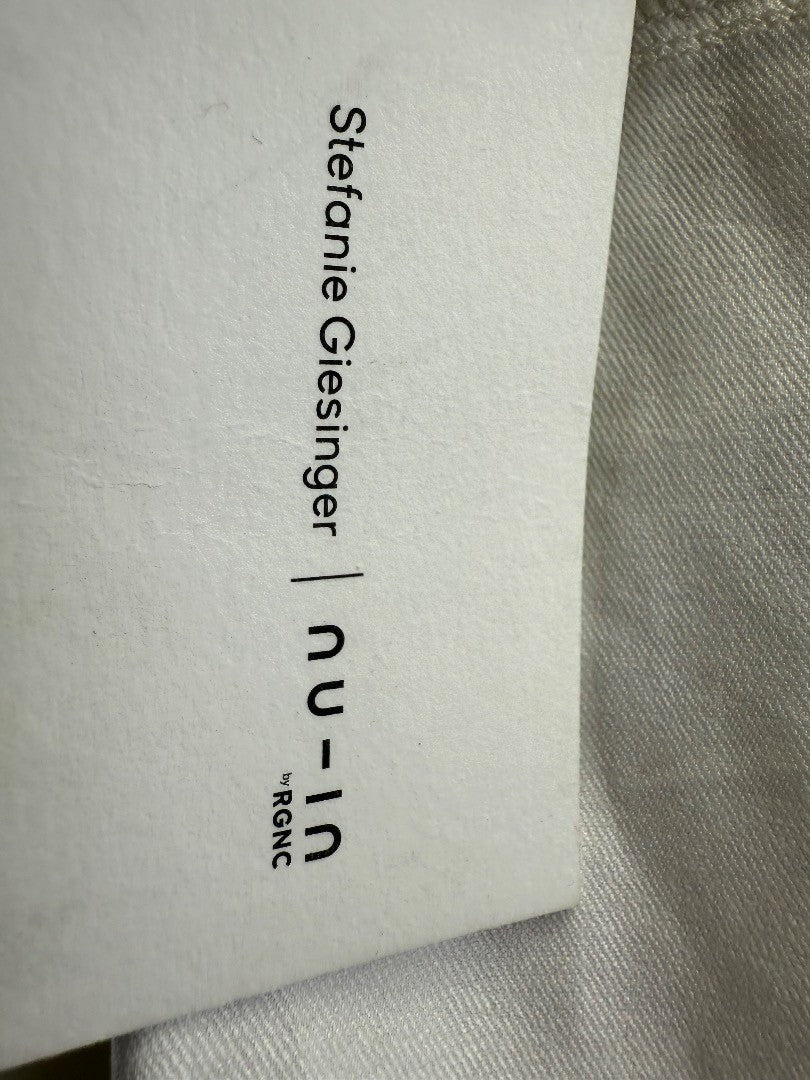 Stefanie Giesinger | nu-in
by RGNC